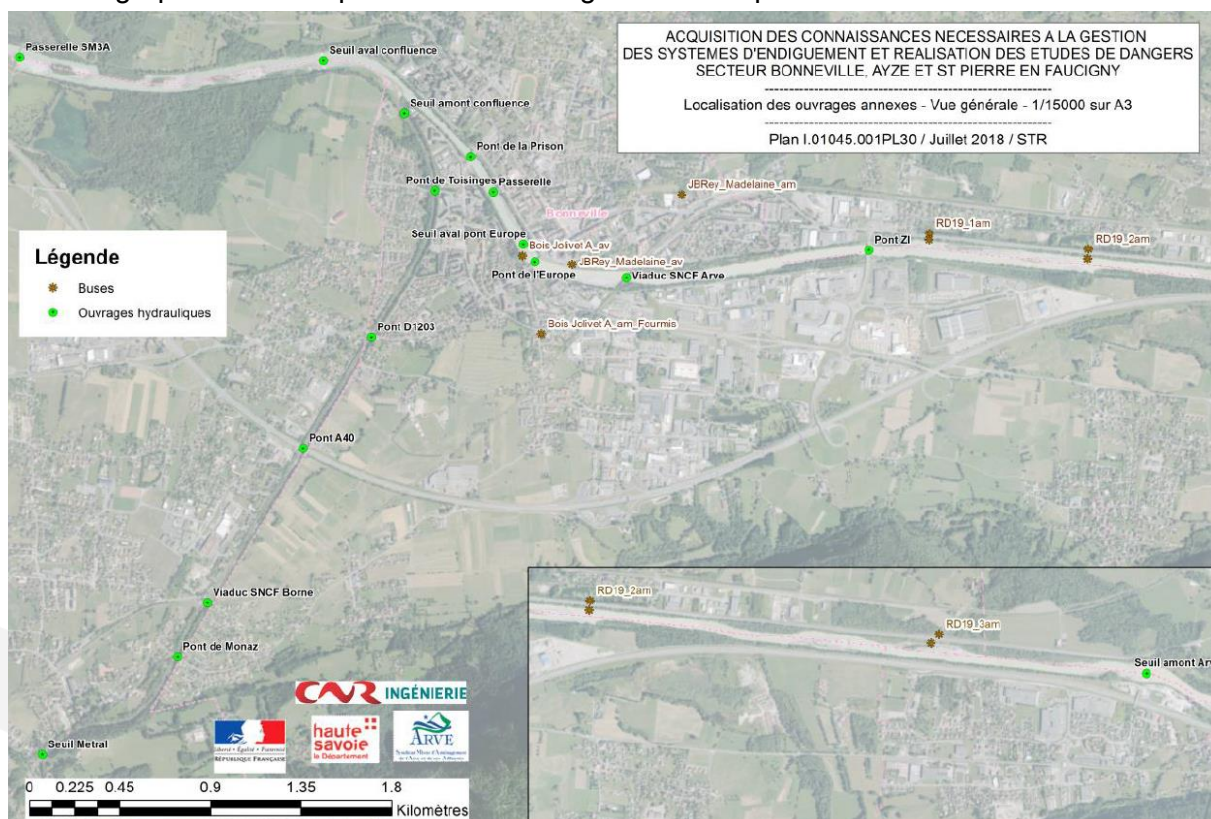 ACQUISITION DES CONNAISSANCES NECESSAIRES A LA GESTION
DES SYSTEMES D'ENDIGUEMENT ET REALISATION DES ETUDES DE DANGERS
SECTEUR BONNEVILLE, AYZE ET ST PIERRE EN FAUCIGNY
Localisation des ouvrages annexes - Vue générale - 1/15000 sur A3
Plan I.01045.001PL30 / Juillet 2018 / STR
Passerelle SM3A
Seuil aval confluence
Seuil amont confluence
Pont de la Prison
Pont de Toisinges
Passerelle
JBRey_Madelaine_am
Bonneville
Seuil aval pont Europe
Bois Jolivet A_av
Pont de l'Europe
JBRey_Madelaine_av
Viaduc SNCF Arve
Pont ZI
RD19_1am
RD19_2am
Légende
Buses
Ouvrages hydrauliques
Pont D1203
Bois Jolivet A_am_Fourmis
Pont A40
Viaduc SNCF Borne
Pont de Monaz
Seuil Metral
RD19_2am
RD19_3am
Seuil amont Arv
CNR INGÉNIERIE
Liberté • Égalité • Fraternité
RÉPUBLIQUE FRANÇAISE
haute
savoie
le Département
ARVE
0 0.225 0.45 0.9 1.35 1.8
Kilomètres